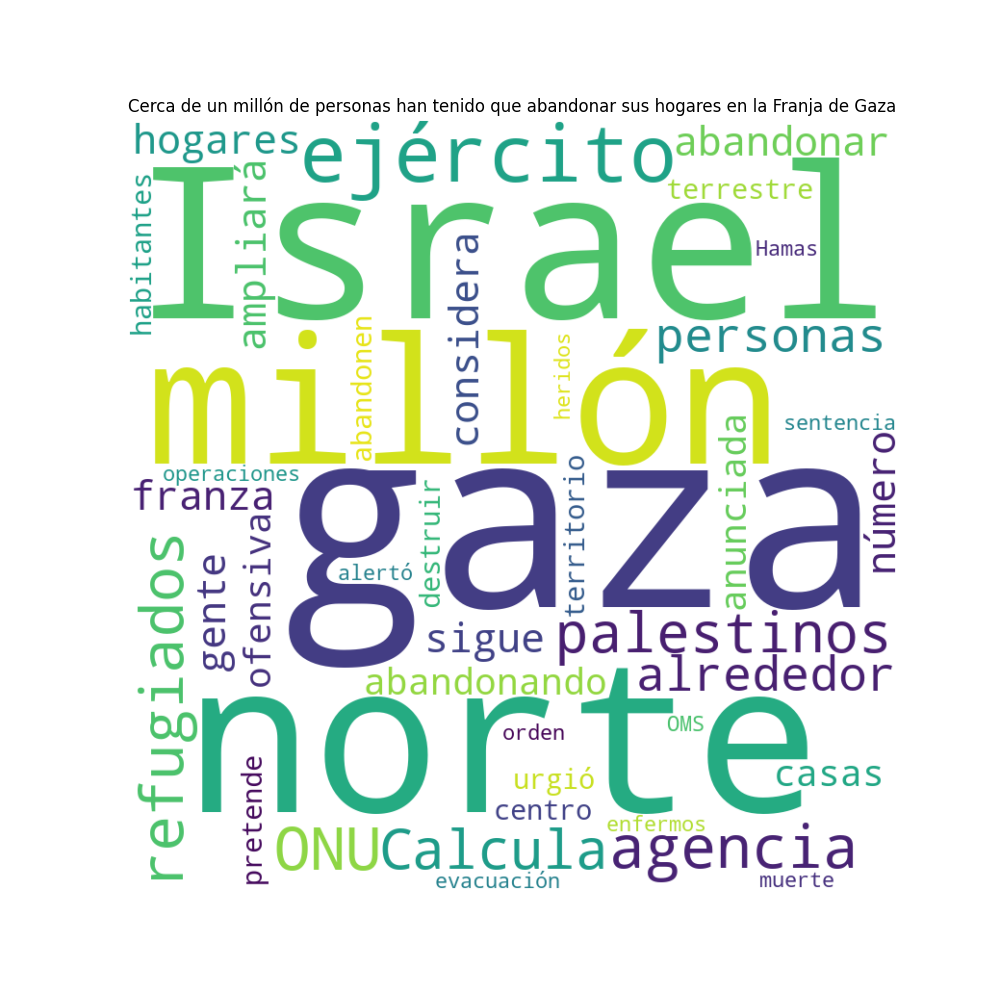 Cerca de un millón de personas han tenido que abandonar sus hogares en la Franja de Gaza
hogares
ejército
abandonar
habitantes
ampliará
Israel
terrestre
Hamas
considera
personas
millón
abandonen
heridos
sentencia
operaciones
franza
gaza
anunciada
número
refugiados
gente
ofensiva
alertó
destruir
territorio
sigue
palestinos
abandonando
alrededor
norte
orden
OMS
pretende
urgió
casas
centro
enfermos
ONU
Calcula
agencia
evacuación
muerte